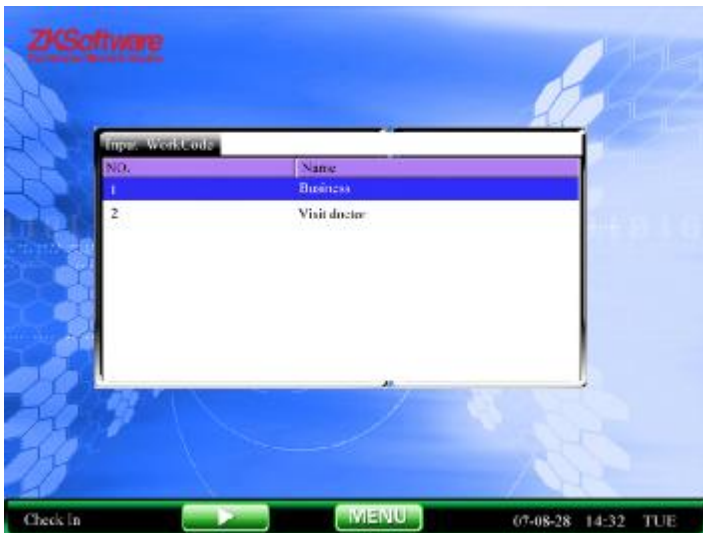 ZKSoftware
Input WorkCode
NO. Name
1 Business
2 Visit doctor
Check In MENU 07-08-28 14:32 TUE